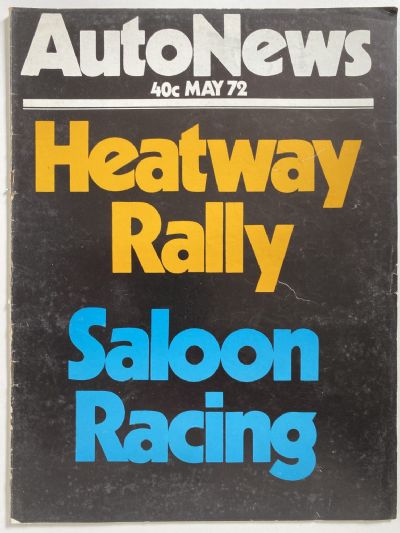 AutoNews
40c MAY 72
Heatway
Rally
Saloon
Racing